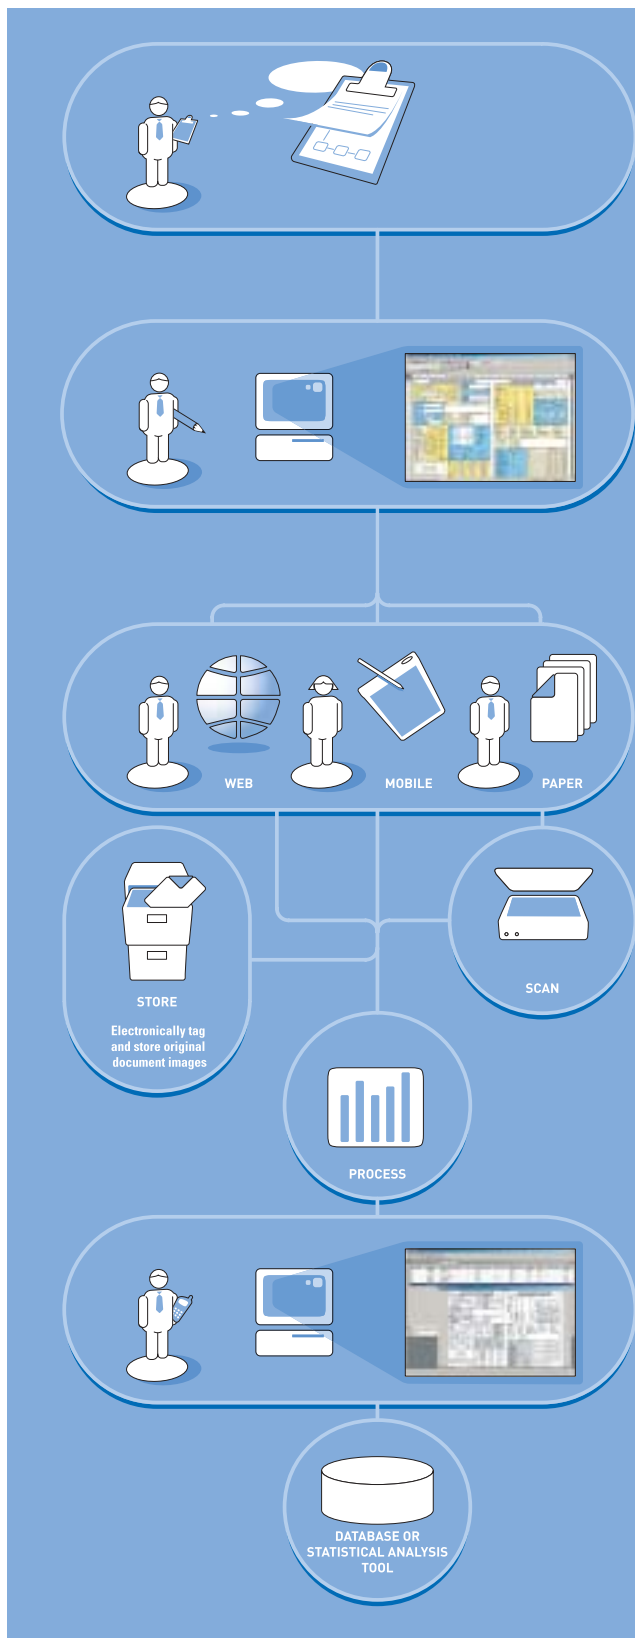 WEB
MOBILE
PAPER
STORE
Electronically tag
and store original
document images
SCAN
PROCESS
DATABASE OR
STATISTICAL ANALYSIS
TOOL